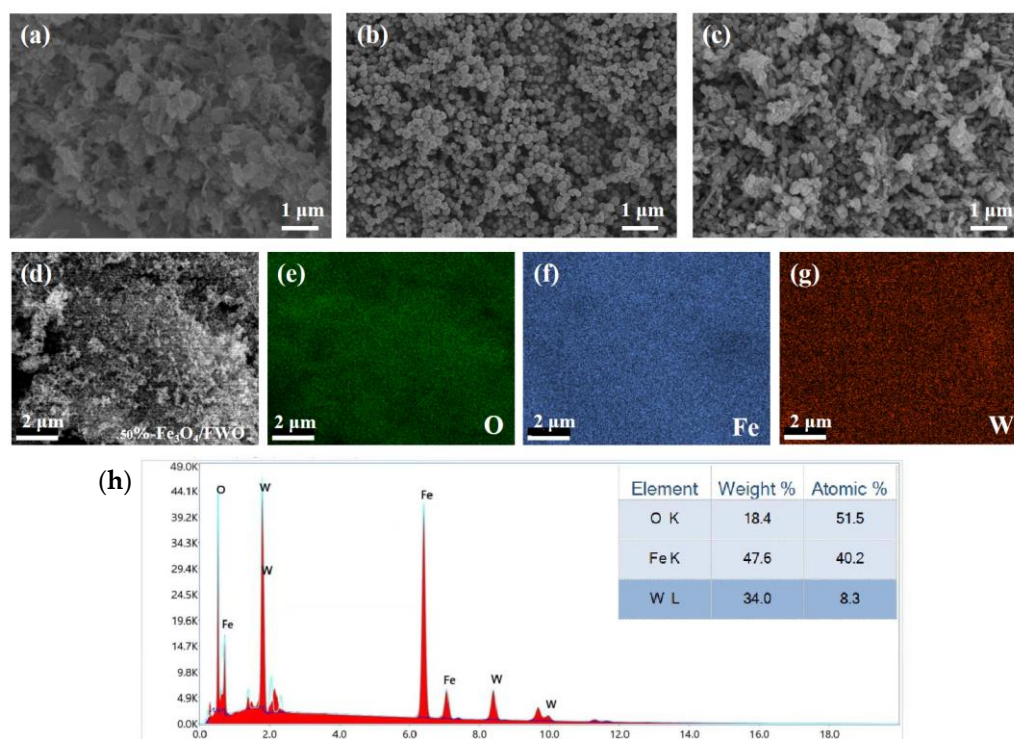 (a)
(b)
(c)
1 μm
1 μm
1 μm
(d)
(e)
(f)
(g)
2 μm
50%-Fe₃O₄/FWO
2 μm
O
2 μm
Fe
2 μm
W
(h)
49.0K
44.1K
39.2K
34.3K
29.4K
24.5K
19.6K
14.7K
9.8K
4.9K
0.0K
O
Fe
W
W
Fe
Fe
W
W
0.0
2.0
4.0
6.0
8.0
10.0
12.0
14.0
16.0
18.0
Element Weight % Atomic %
O K 18.4 51.5
Fe K 47.6 40.2
W L 34.0 8.3